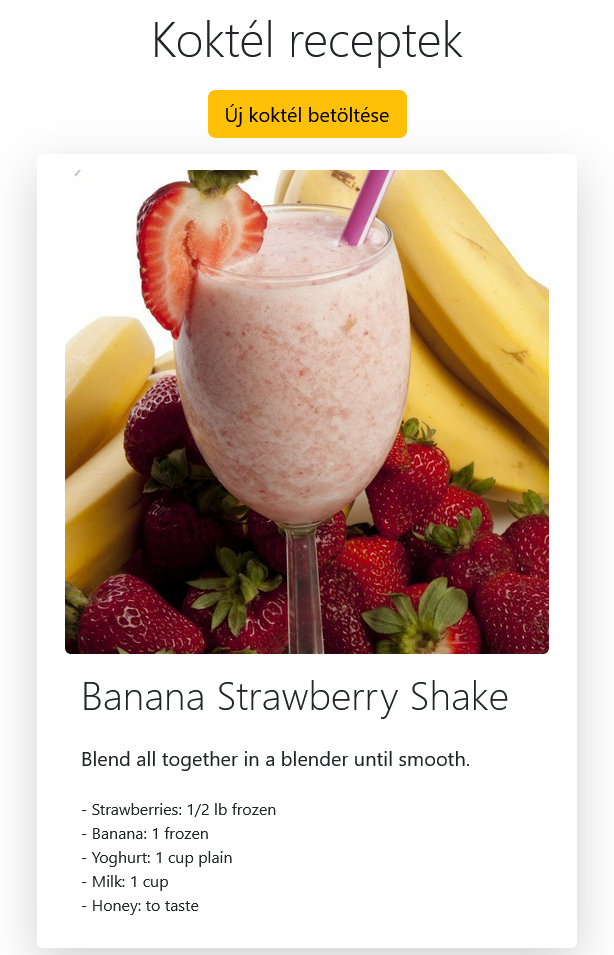 Koktél receptek
Új koktél betöltése
Banana Strawberry Shake
Blend all together in a blender until smooth.
- Strawberries: 1/2 lb frozen
- Banana: 1 frozen
- Yoghurt: 1 cup plain
- Milk: 1 cup
- Honey: to taste